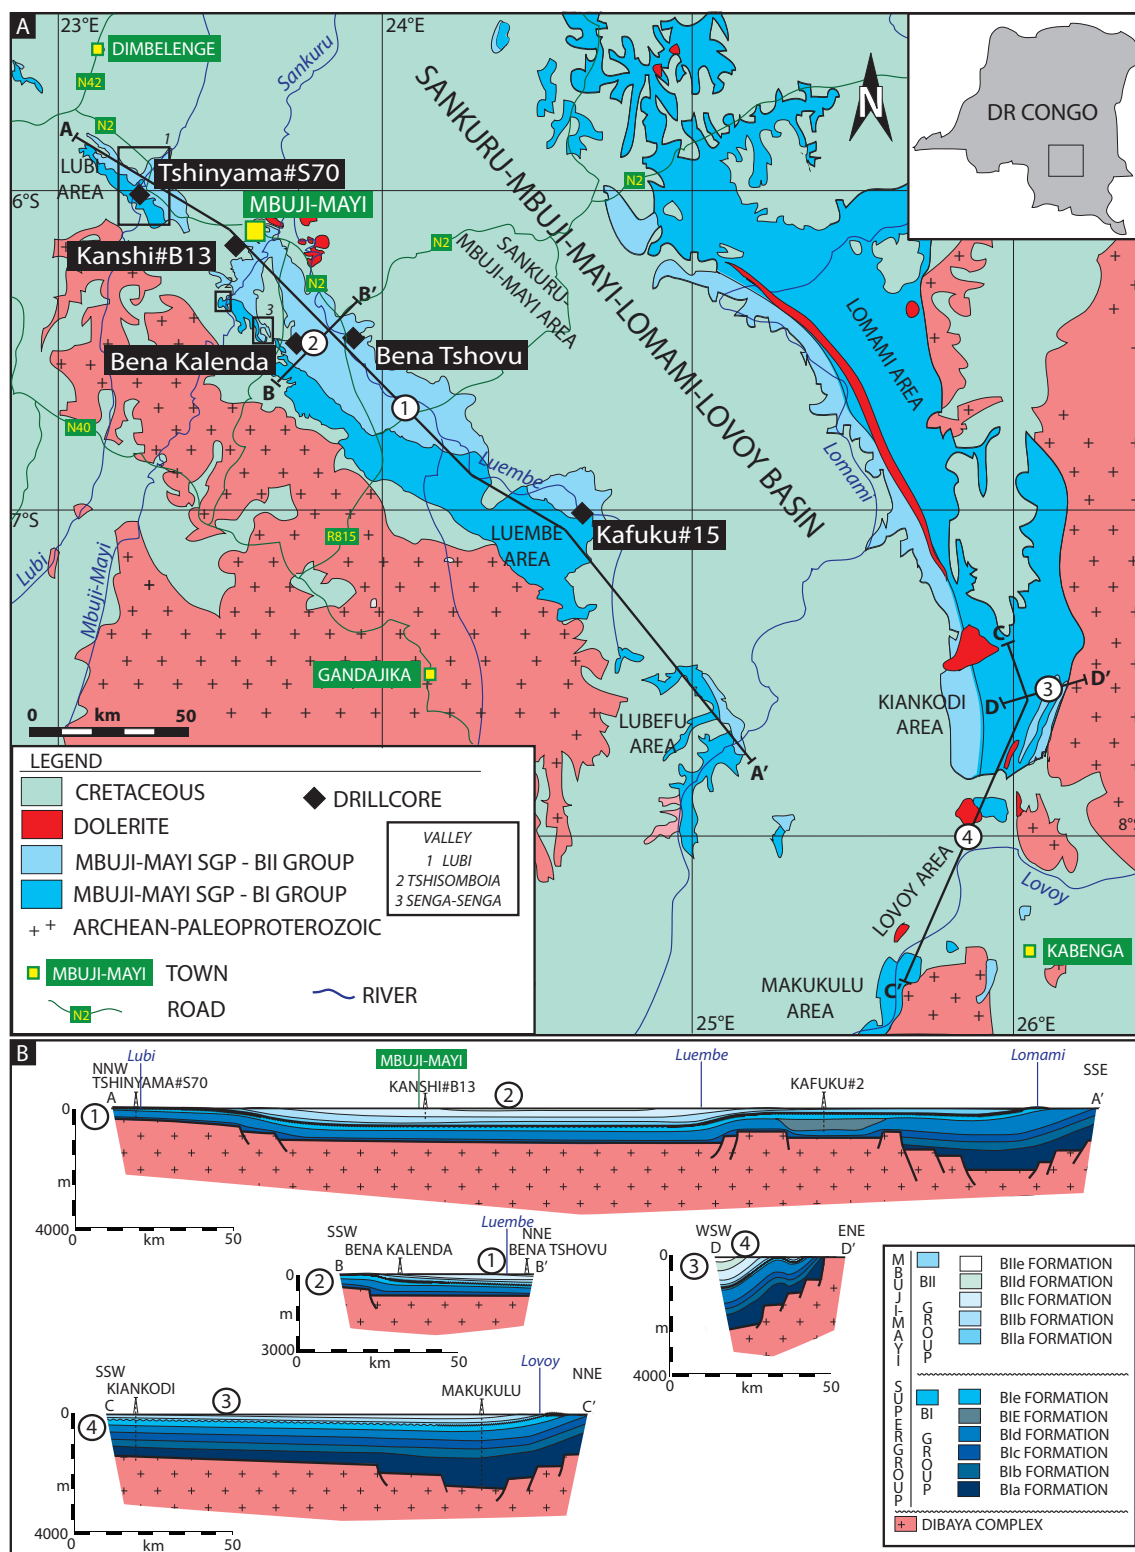 A
23°E
24°E
DIMBELENGE
Sankuru
N42
N2
A
1
LUBI
AREA
Tshinyama#S70
6°S
MBUJI-MAYI
Kanshi#B13
N2
N2
N2
SANKURU
MBUJI-MAYI AREA
SANKURU-MBUJI-MAYI-LOMAMI-LOVOY BASIN
N
DR CONGO
B'
2
3
2
Bena Kalenda
Bena Tshovu
B
1
N40
LOMAMI AREA
Lomami
Luembe
7°S
Kafuku#15
LUEMBE
AREA
R815
Lubi
Mbuji-Mayi
GANDAJIKA
0 km 50
LUBEFU
AREA
A'
C
KIANKODI
AREA
D
3
D'
4
8°S
LOVOY AREA
Lovoy
KABENGA
MAKUKULU
AREA
C'
25°E
26°E
LEGEND
CRETACEOUS
DRILLCORE
DOLERITE
MBUJI-MAYI SGP - BII GROUP
MBUJI-MAYI SGP - BI GROUP
ARCHEAN-PALEOPROTEROZOIC
VALLEY
1 LUBI
2 TSHISOMBOIA
3 SENGA-SENGA
MBUJI-MAYI TOWN
N2 ROAD
RIVER
B
NNW
TSHINYAMA#S70
A
Lubi
MBUJI-MAYI
KANSHI#B13
2
Luembe
KAFUKU#2
Lomami
SSE
A'
0
1
m
4000
0 km 50
SSW
BENA KALENDA
B
1
Luembe
NNE
BENA TSHOVU
B'
0
2
m
3000
0 km 50
WSW
D
4
ENE
D'
0
3
m
4000
0 50
km
SSW
KIANKODI
C
3
MAKUKULU
Lovoy
NNE
C'
0
4
m
4000
0 km 50
MBUJI-MAYI SUPERGROUP
BII GROUP
BIIe FORMATION
BIId FORMATION
BIIc FORMATION
BIIb FORMATION
BIIa FORMATION
BI GROUP
BIe FORMATION
BIE FORMATION
BId FORMATION
BIc FORMATION
BIb FORMATION
BIa FORMATION
DIBAYA COMPLEX